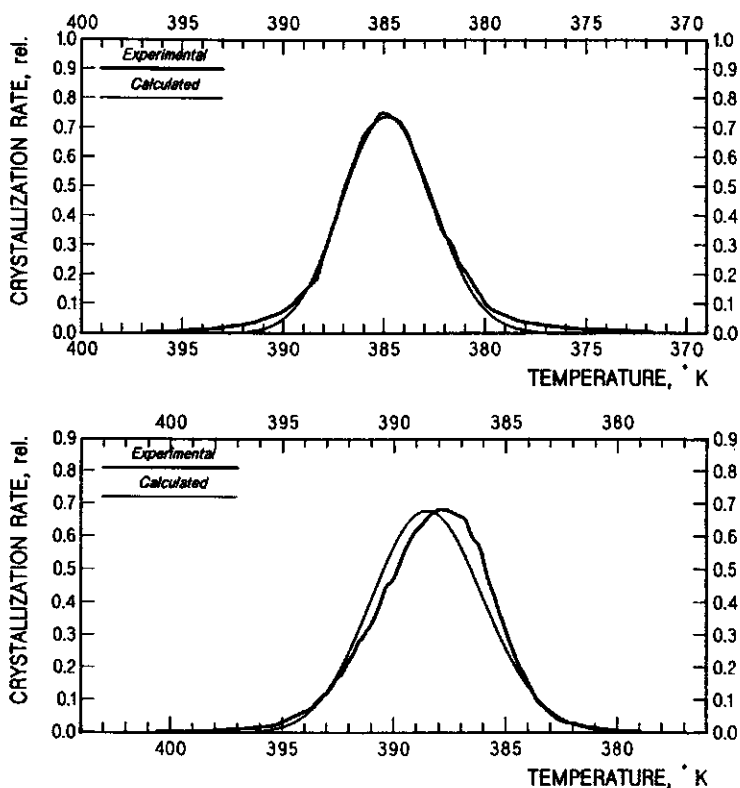 400 395 390 385 380 375 370
1.0 1.0
0.9 0.9
0.8 0.8
0.7 0.7
0.6 0.6
0.5 0.5
0.4 0.4
0.3 0.3
0.2 0.2
0.1 0.1
0.0 0.0
CRYSTALLIZATION RATE, rel.
Experimental
Calculated
400 395 390 385 380 375 370
TEMPERATURE, ° K
400 395 390 385 380
0.9 0.9
0.8 0.8
0.7 0.7
0.6 0.6
0.5 0.5
0.4 0.4
0.3 0.3
0.2 0.2
0.1 0.1
0.0 0.0
CRYSTALLIZATION RATE, rel.
Experimental
Calculated
400 395 390 385 380
TEMPERATURE, ° K